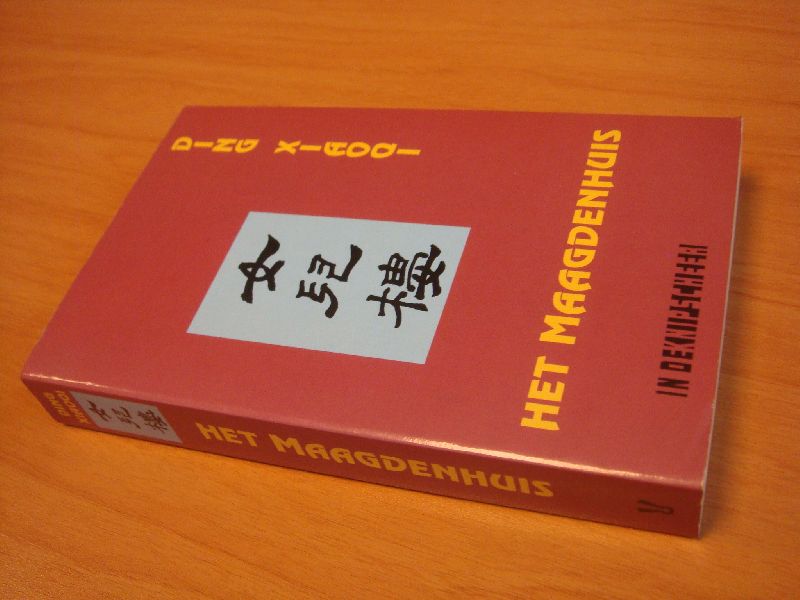 DING XIAOQI
女兒樓
HET MAAGDENHUIS
IN DE KNIPSCHEER
DING
XIAOQI
女兒樓
HET MAAGDENHUIS